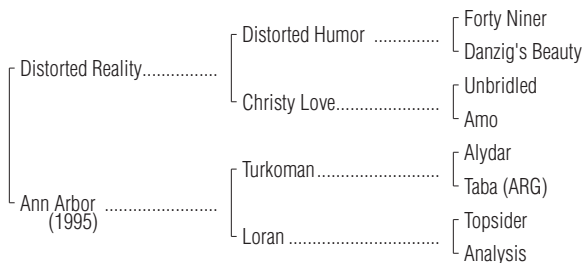 Forty Niner
Distorted Humor ..............
Danzig's Beauty
Distorted Reality................
Unbridled
Christy Love......................
Amo
Alydar
Turkoman..........................
Taba (ARG)
Ann Arbor ........................
(1995)
Topsider
Loran ................................
Analysis